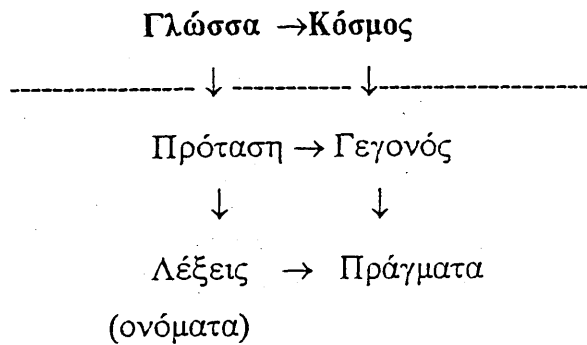 Γλώσσα → Κόσμος
↓ ↓
Πρόταση → Γεγονός
↓ ↓
Λέξεις → Πράγματα
(ονόματα)